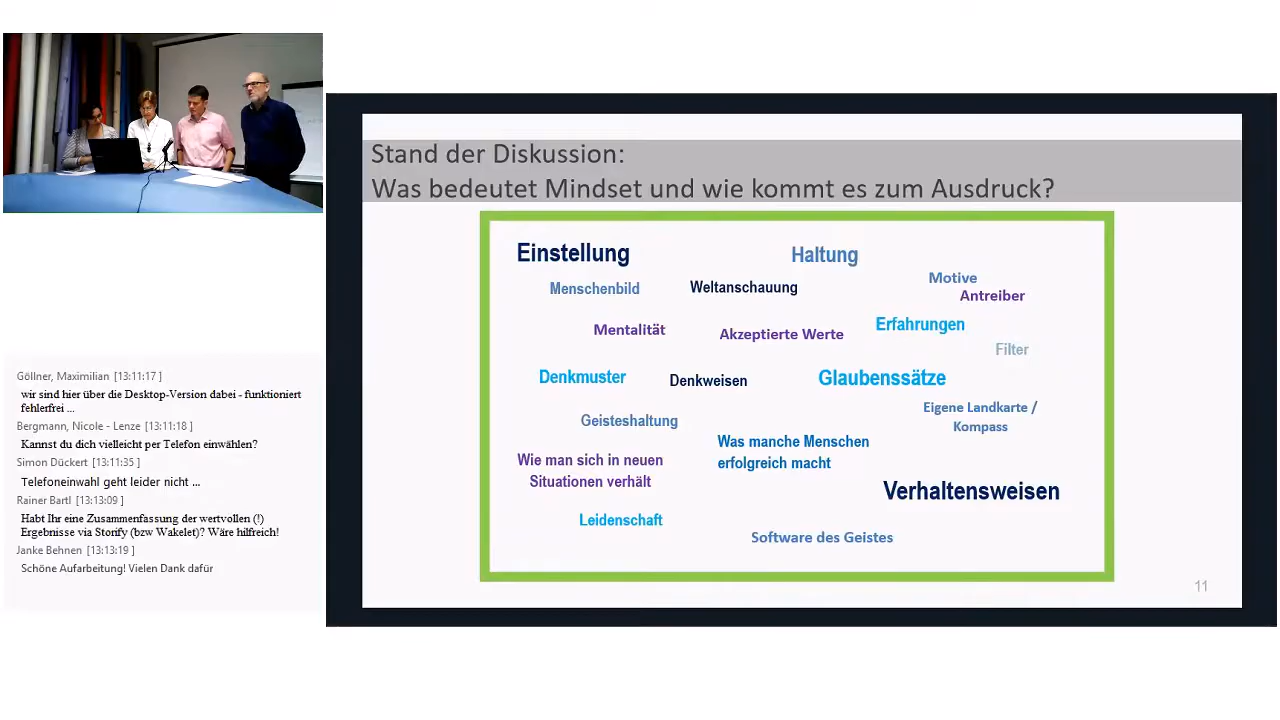 Göllner, Maximilian [13:11:17 ]
wir sind hier über die Desktop-Version dabei - funktioniert
fehlerfrei ...
Bergmann, Nicole - Lenze [13:11:18 ]
Kannst du dich vielleicht per Telefon einwählen?
Simon Dückert [13:11:35 ]
Telefoneinwahl geht leider nicht ...
Rainer Bartl [13:13:09 ]
Habt Ihr eine Zusammenfassung der wertvollen (!)
Ergebnisse via Storify (bzw Wakelet)? Wäre hilfreich!
Janke Behnen [13:13:19 ]
Schöne Aufarbeitung! Vielen Dank dafür
Stand der Diskussion:
Was bedeutet Mindset und wie kommt es zum Ausdruck?
Einstellung
Haltung
Menschenbild
Weltanschauung
Motive
Antreiber
Mentalität
Akzeptierte Werte
Erfahrungen
Filter
Denkmuster
Denkweisen
Glaubenssätze
Geisteshaltung
Eigene Landkarte /
Kompass
Was manche Menschen
erfolgreich macht
Wie man sich in neuen
Situationen verhält
Verhaltensweisen
Leidenschaft
Software des Geistes
11